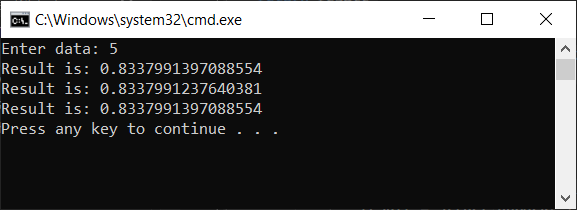 C:\Windows\system32\cmd.exe
Enter data: 5
Result is: 0.8337991397088554
Result is: 0.8337991237640381
Result is: 0.8337991397088554
Press any key to continue . . .